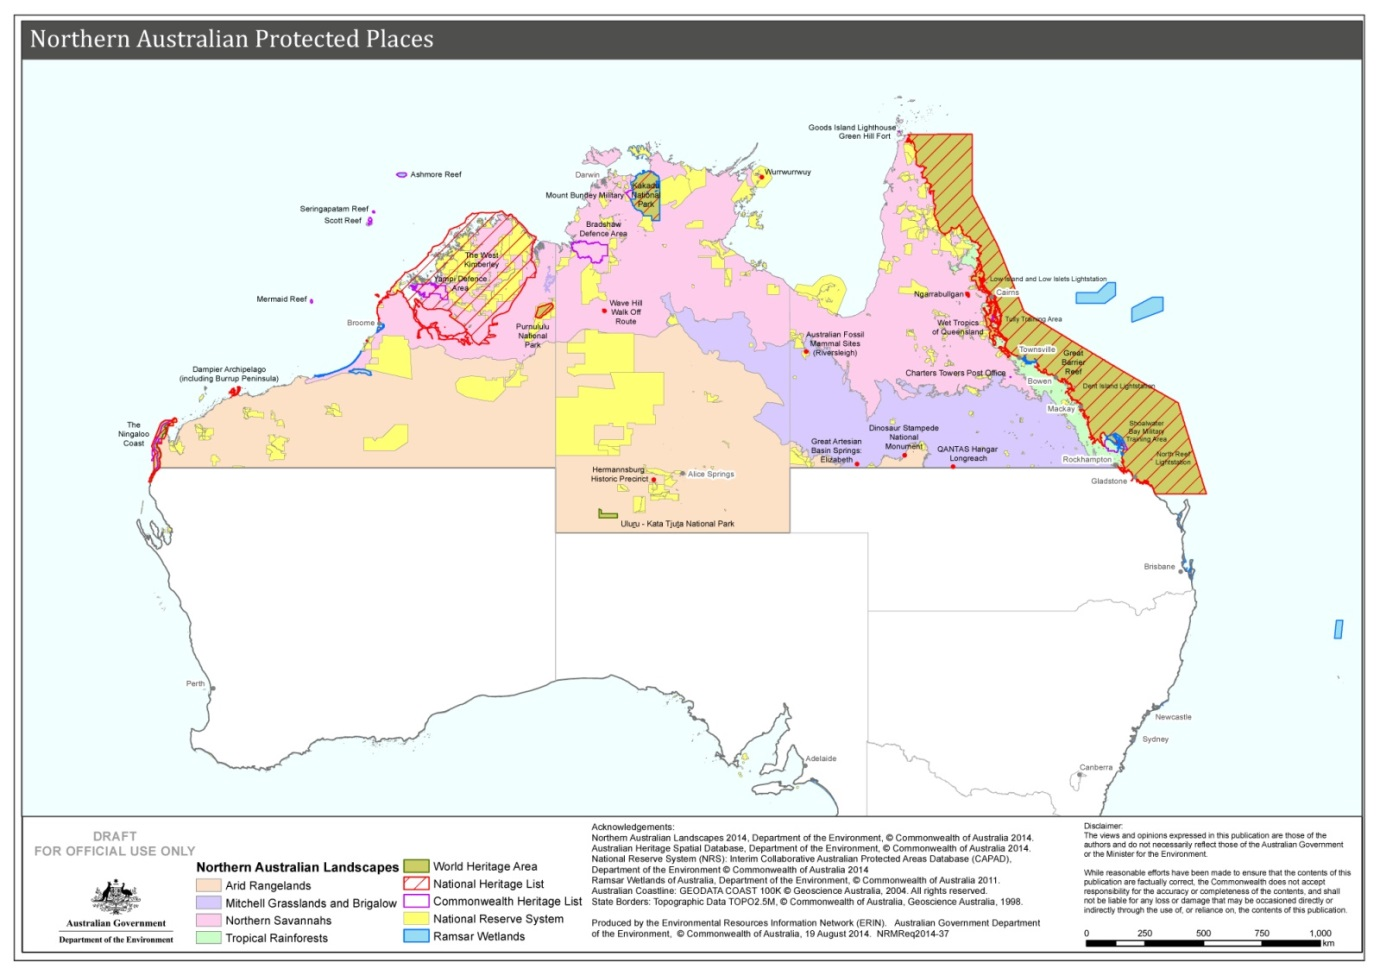 Northern Australian Protected Places
Goods Island Lighthouse
Green Hill Fort
Ashmore Reef
Darwin
Wurrwurrwuy
Mount Bundey Military
Kakadu
National
Park
Seringapatam Reef
Scott Reef
Bradshaw
Defence Area
The West
Kimberley
Yampi Defence
Area
Low Island and Low Islets Lightstation
Cairns
Ngarrabullgan
Mermaid Reef
Wave Hill
Walk Off
Route
Tully Training Area
Broome
Purnululu
National
Park
Wet Tropics
of Queensland
Australian Fossil
Mammal Sites
(Riversleigh)
Townsville
Great
Barrier
Reef
Dampier Archipelago
(including Burrup Peninsula)
Charters Towers Post Office
Bowen
Dent Island Lightstation
Mackay
The
Ningaloo
Coast
Dinosaur Stampede
National
Monument
Shoalwater
Bay Military
Training Area
Great Artesian
Basin Springs:
Elizabeth
QANTAS Hangar
Longreach
North Reef
Lightstation
Rockhampton
Hermannsburg
Historic Precinct
Alice Springs
Gladstone
Uluru - Kata Tjuta National Park
Brisbane
Perth
Newcastle
Sydney
Adelaide
Canberra
DRAFT
FOR OFFICIAL USE ONLY
Australian Government
Department of the Environment
Northern Australian Landscapes
Arid Rangelands
Mitchell Grasslands and Brigalow
Northern Savannahs
Tropical Rainforests
World Heritage Area
National Heritage List
Commonwealth Heritage List
National Reserve System
Ramsar Wetlands
Acknowledgements:
Northern Australian Landscapes 2014, Department of the Environment, © Commonwealth of Australia 2014.
Australian Heritage Spatial Database, Department of the Environment, © Commonwealth of Australia 2014.
National Reserve System (NRS): Interim Collaborative Australian Protected Areas Database (CAPAD),
Department of the Environment © Commonwealth of Australia 2014
Ramsar Wetlands of Australia, Department of the Environment, © Commonwealth of Australia 2011.
Australian Coastline: GEODATA COAST 100K © Geoscience Australia, 2004. All rights reserved.
State Borders: Topographic Data TOPO2.5M, © Commonwealth of Australia, Geoscience Australia, 1998.
Produced by the Environmental Resources Information Network (ERIN). Australian Government Department
of the Environment, © Commonwealth of Australia, 19 August 2014. NRMReq2014-37
Disclaimer:
The views and opinions expressed in this publication are those of the
authors and do not necessarily reflect those of the Australian Government
or the Minister for the Environment.
While reasonable efforts have been made to ensure that the contents of this
publication are factually correct, the Commonwealth does not accept
responsibility for the accuracy or completeness of the contents, and shall
not be liable for any loss or damage that may be occasioned directly or
indirectly through the use of, or reliance on, the contents of this publication.
0 250 500 750 1,000
km